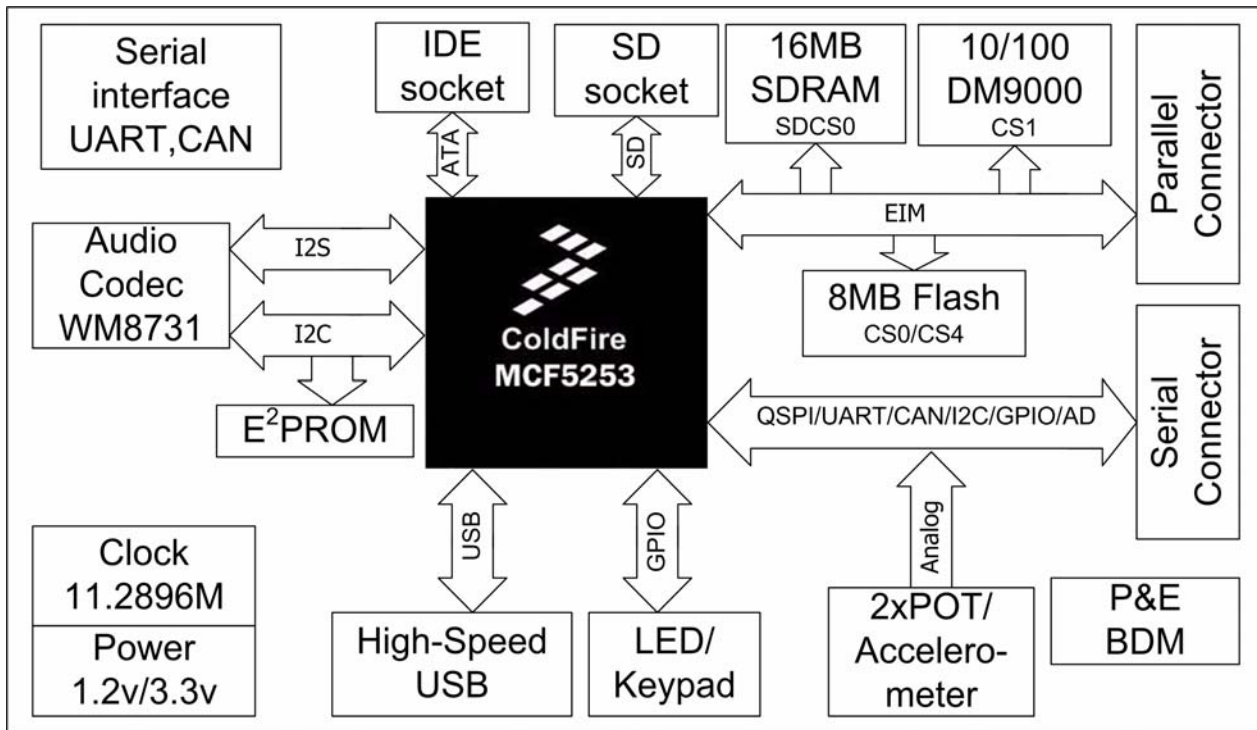 Serial
interface
UART,CAN
IDE
socket
SD
socket
16MB
SDRAM
SDCS0
10/100
DM9000
CS1
Parallel
Connector
ATA
SD
EIM
Audio
Codec
WM8731
I2S
I2C
E²PROM
ColdFire
MCF5253
8MB Flash
CS0/CS4
QSPI/UART/CAN/I2C/GPIO/AD
Serial
Connector
USB
GPIO
Analog
Clock
11.2896M
Power
1.2v/3.3v
High-Speed
USB
LED/
Keypad
2xPOT/
Accelero-
meter
P&E
BDM